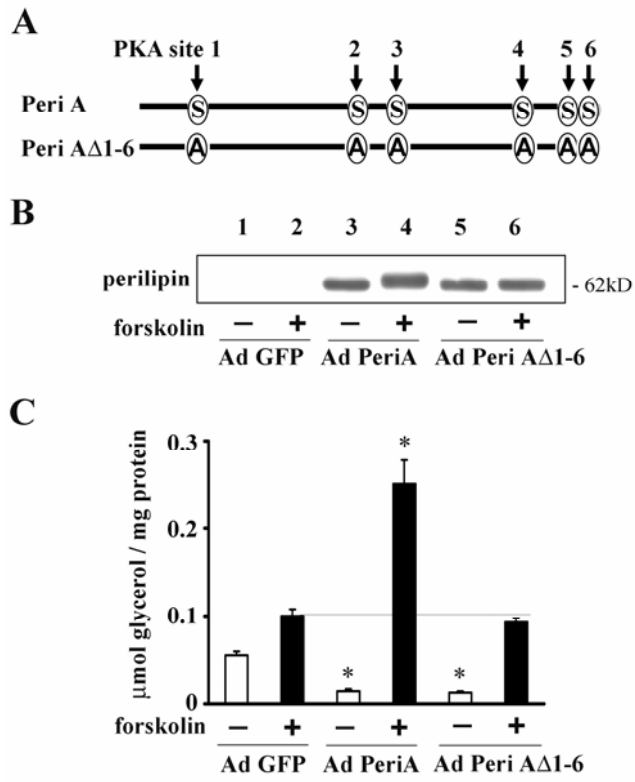 A
PKA site 1 2 3 4 5 6
Peri A S S S S S S
Peri AΔ1-6 A A A A A A
B
1 2 3 4 5 6
perilipin - 62kD
forskolin − + − + − +
Ad GFP Ad PeriA Ad Peri AΔ1-6
C
μmol glycerol / mg protein
0.3
*
0.2
0.1
* *
0
forskolin − + − + − +
Ad GFP Ad PeriA Ad Peri AΔ1-6